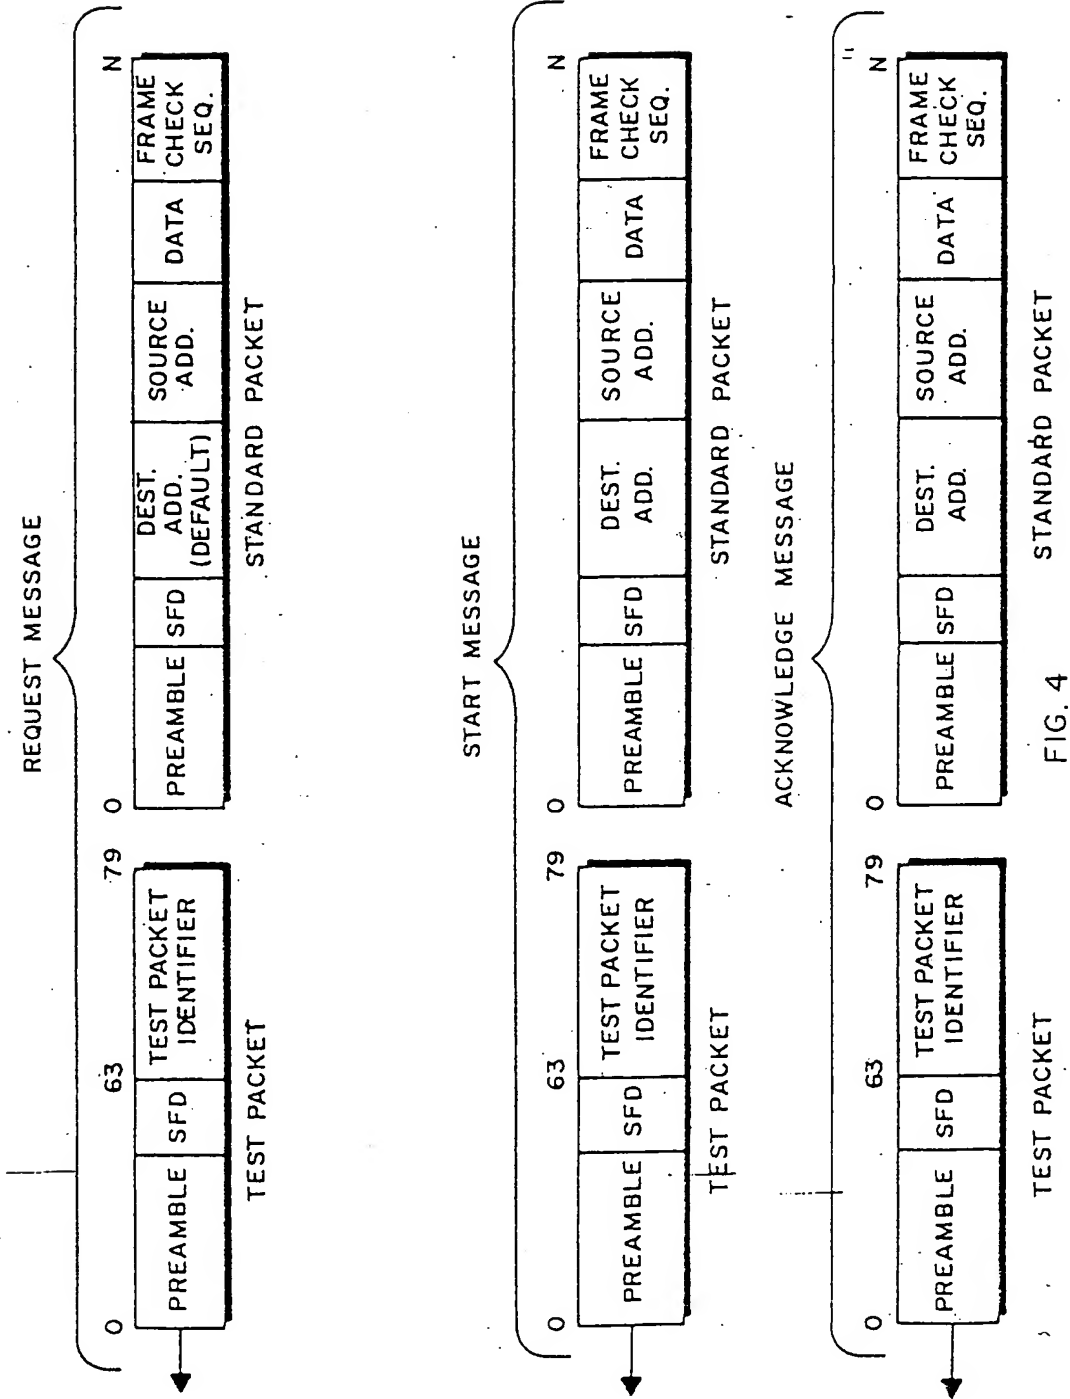 REQUEST MESSAGE
0 63 79 0 N
PREAMBLE SFD TEST PACKET IDENTIFIER PREAMBLE SFD DEST. ADD. (DEFAULT) SOURCE ADD. DATA FRAME CHECK SEQ.
TEST PACKET STANDARD PACKET
START MESSAGE
0 63 79 0 N
PREAMBLE SFD TEST PACKET IDENTIFIER PREAMBLE SFD DEST. ADD. SOURCE ADD. DATA FRAME CHECK SEQ.
TEST PACKET STANDARD PACKET
ACKNOWLEDGE MESSAGE
0 63 79 0 N
PREAMBLE SFD TEST PACKET IDENTIFIER PREAMBLE SFD DEST. ADD. SOURCE ADD. DATA FRAME CHECK SEQ.
TEST PACKET STANDARD PACKET
FIG. 4